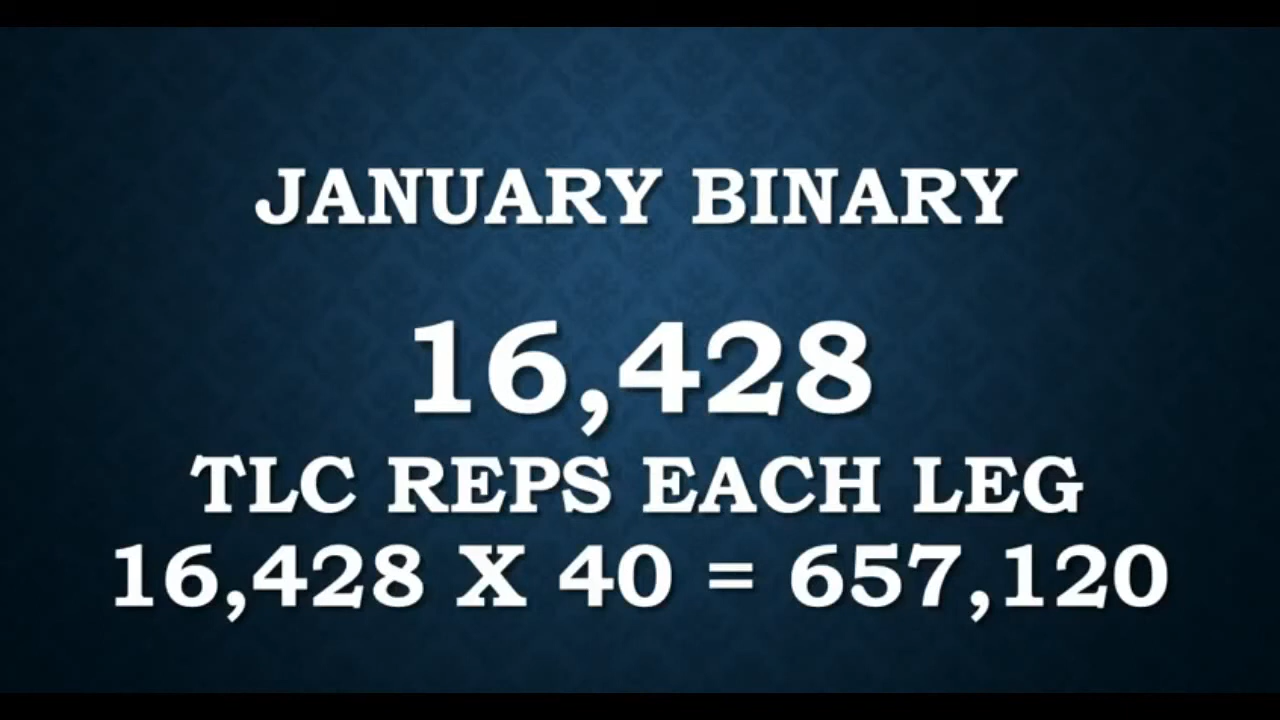 JANUARY BINARY
16,428
TLC REPS EACH LEG
16,428 X 40 = 657,120